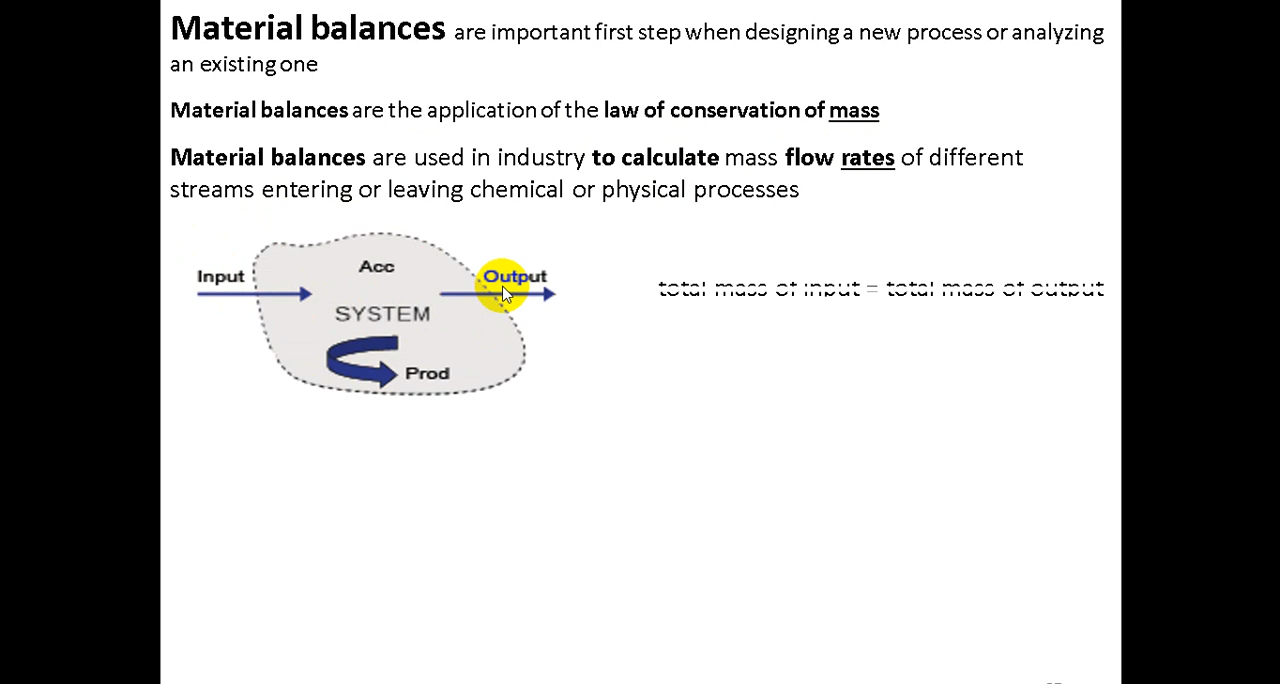 Material balances are important first step when designing a new process or analyzing
an existing one
Material balances are the application of the law of conservation of mass
Material balances are used in industry to calculate mass flow rates of different
streams entering or leaving chemical or physical processes
Input
Acc
Output
SYSTEM
Prod
total mass of input = total mass of output